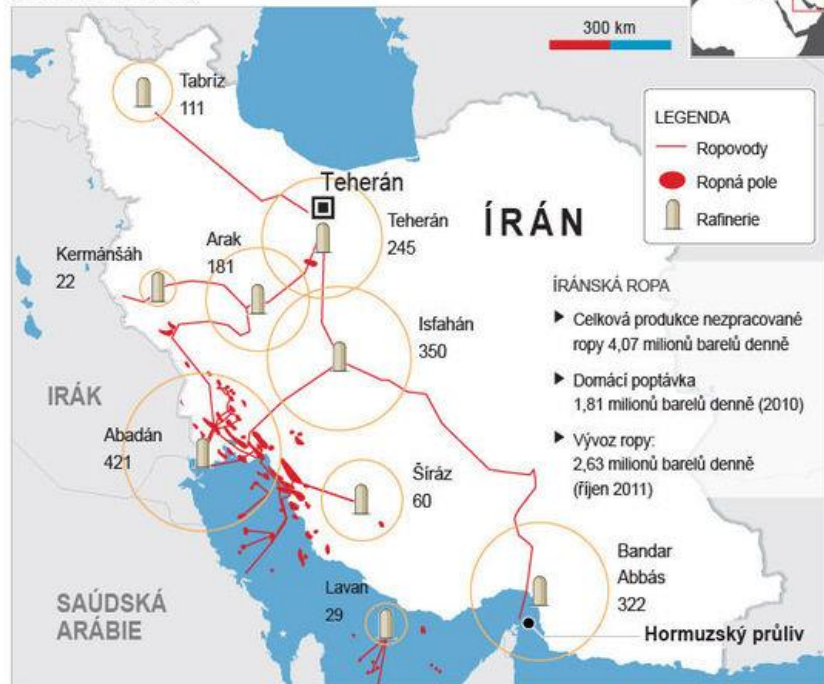 300 km
Tabríz
111
LEGENDA
Ropovody
Ropná pole
Rafinerie
Teherán
Teherán
245
ÍRÁN
Arak
181
Kermánšáh
22
Isfahán
350
ÍRÁNSKÁ ROPA
Celková produkce nezpracované
ropy 4,07 milionů barelů denně
Domácí poptávka
1,81 milionů barelů denně (2010)
Vývoz ropy:
2,63 milionů barelů denně
(říjen 2011)
IRÁK
Abadán
421
Šíráz
60
Bandar
Abbás
322
Lavan
29
SAÚDSKÁ
ARÁBIE
Hormuzský průliv